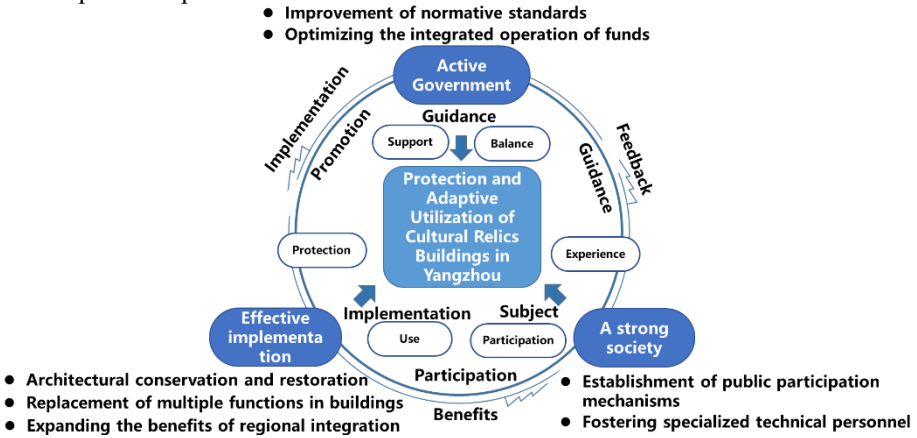 ● Improvement of normative standards
● Optimizing the integrated operation of funds
Active
Government
Implementation
Promotion
Guidance
Support
Balance
Feedback
Guidance
Protection and
Adaptive
Utilization of
Cultural Relics
Buildings in
Yangzhou
Protection
Experience
Effective
implementa
tion
Implementation
Use
Subject
Participation
A strong
society
Participation
Benefits
● Architectural conservation and restoration
● Replacement of multiple functions in buildings
● Expanding the benefits of regional integration
● Establishment of public participation
mechanisms
● Fostering specialized technical personnel